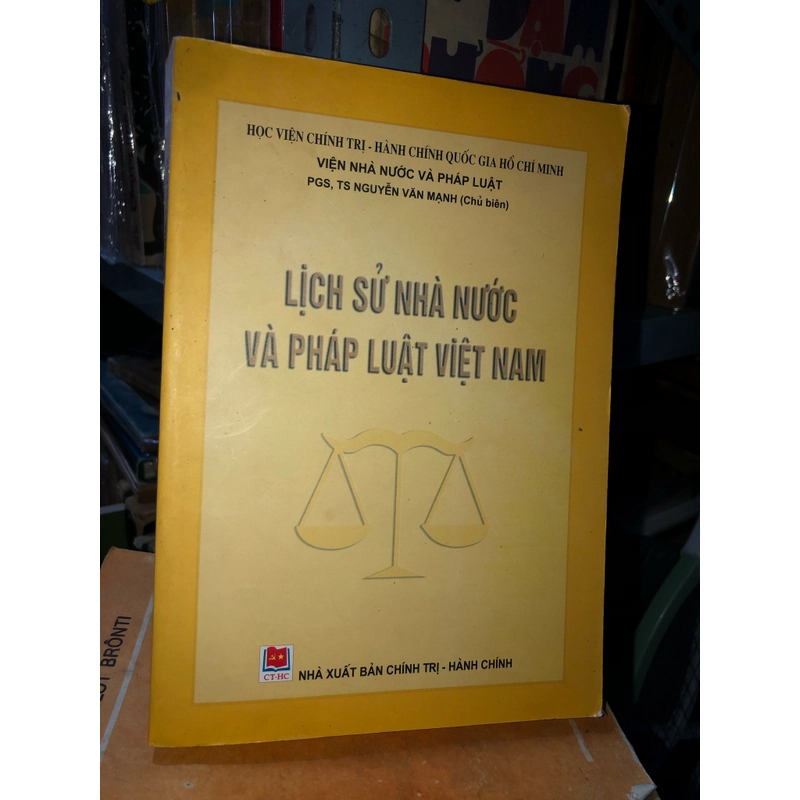 HỌC VIỆN CHÍNH TRỊ - HÀNH CHÍNH QUỐC GIA HỒ CHÍ MINH
VIỆN NHÀ NƯỚC VÀ PHÁP LUẬT
PGS, TS NGUYỄN VĂN MẠNH (Chủ biên)
LỊCH SỬ NHÀ NƯỚC
VÀ PHÁP LUẬT VIỆT NAM
CT-HC
NHÀ XUẤT BẢN CHÍNH TRỊ - HÀNH CHÍNH
BRÔNTI